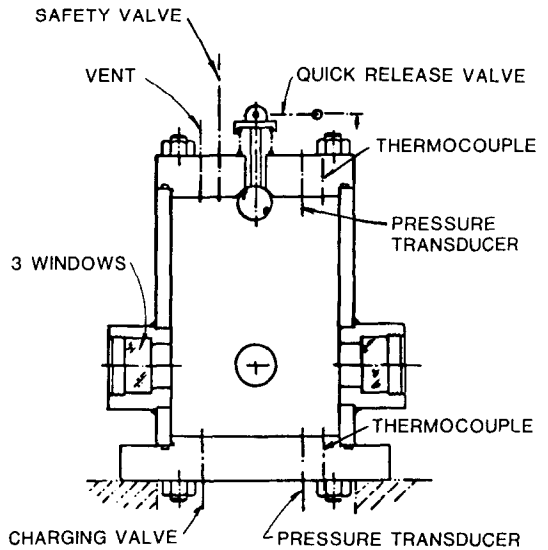 SAFETY VALVE
VENT
QUICK RELEASE VALVE
THERMOCOUPLE
PRESSURE
TRANSDUCER
3 WINDOWS
THERMOCOUPLE
CHARGING VALVE
PRESSURE TRANSDUCER